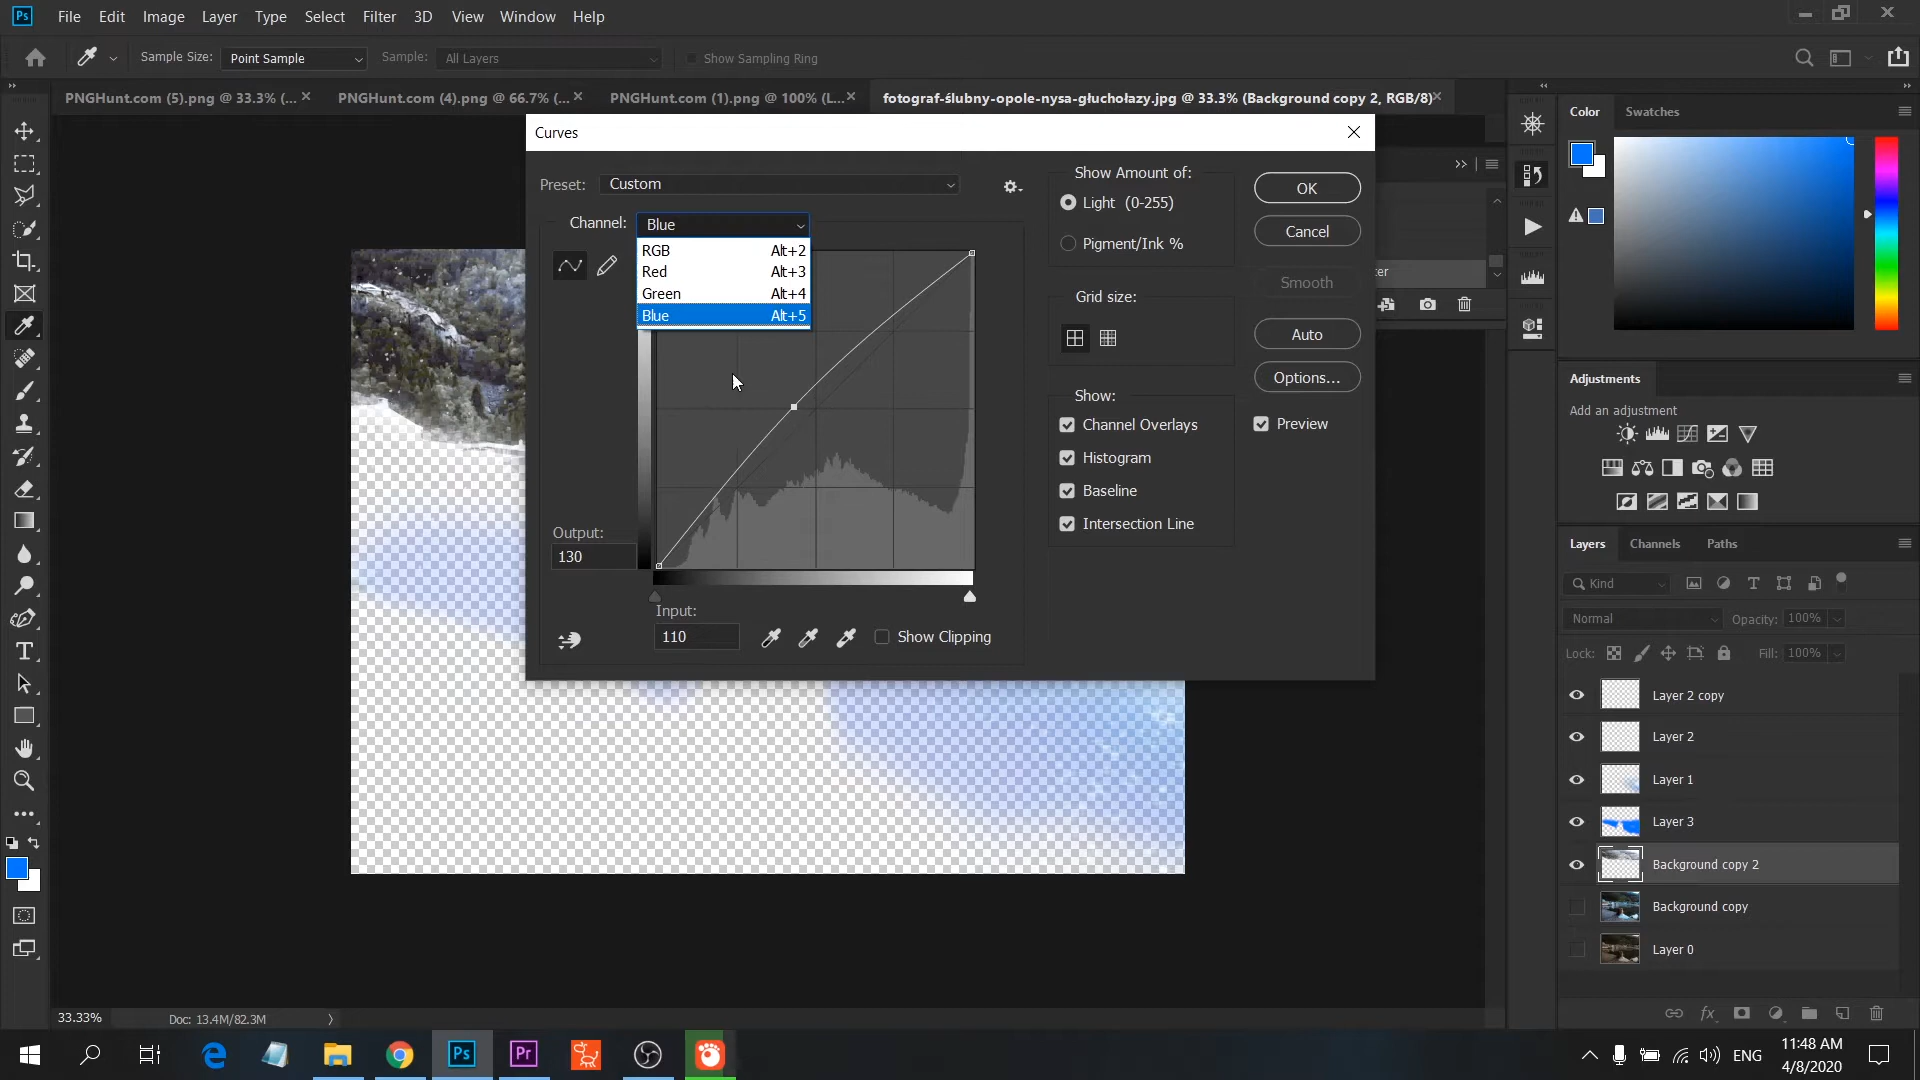 Ps File Edit Image Layer Type Select Filter 3D View Window Help
Sample Size: Point Sample Sample: All Layers Show Sampling Ring
PNGHunt.com (5).png @ 33.3% (... PNGHunt.com (4).png @ 66.7% (... PNGHunt.com (1).png @ 100% (L... fotograf-ślubny-opole-nysa-głuchołazy.jpg @ 33.3% (Background copy 2, RGB/8)
Curves
Preset: Custom
Channel: Blue
RGB Alt+2
Red Alt+3
Green Alt+4
Blue Alt+5
Output:
130
Input:
110
Show Clipping
Show Amount of:
Light (0-255)
Pigment/Ink %
Grid size:
Show:
Channel Overlays
Histogram
Baseline
Intersection Line
OK
Cancel
Smooth
Auto
Options...
Preview
Color Swatches
Adjustments
Add an adjustment
Layers Channels Paths
Kind
Normal Opacity: 100%
Lock: Fill: 100%
Layer 2 copy
Layer 2
Layer 1
Layer 3
Background copy 2
Background copy
Layer 0
fx
33.33% Doc: 13.4M/82.3M
Ps Pr
ENG
11:48 AM
4/8/2020